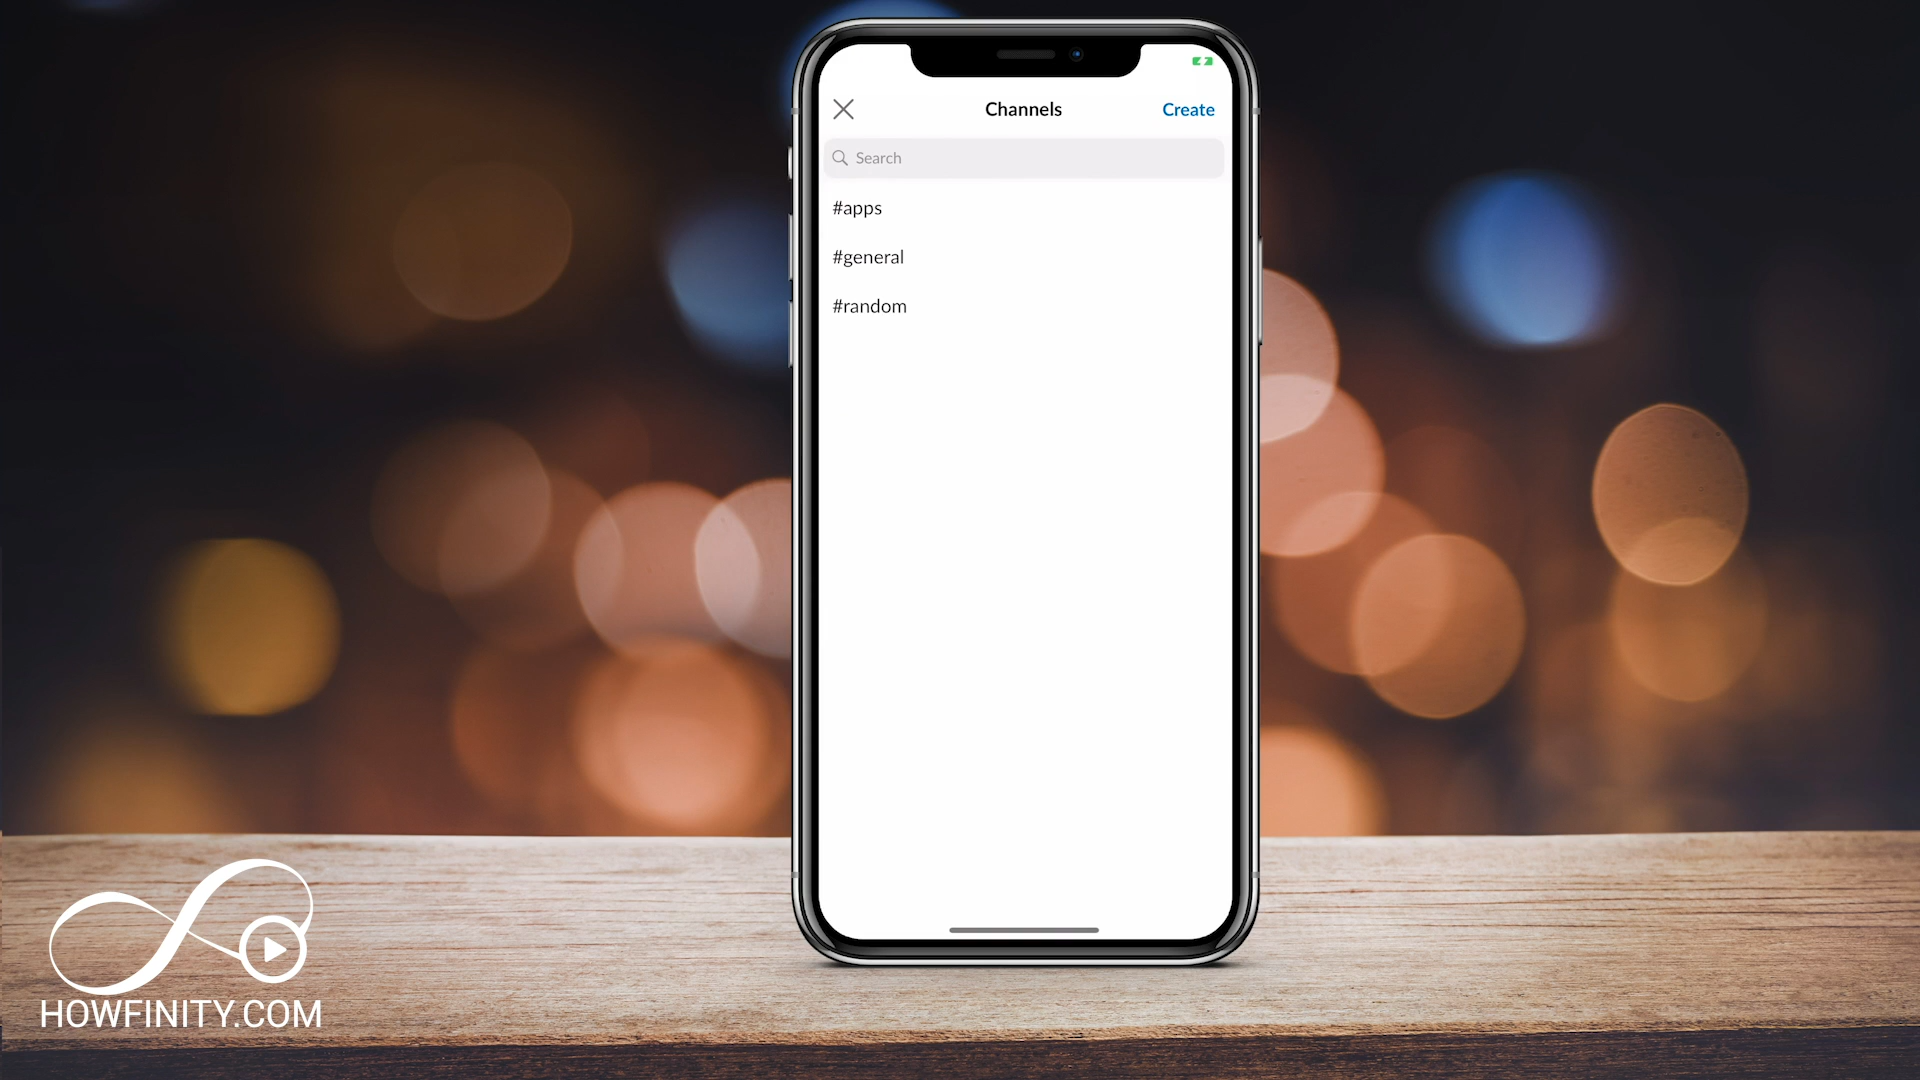 Channels
Create
Search
#apps
#general
#random
HOWFINITY.COM